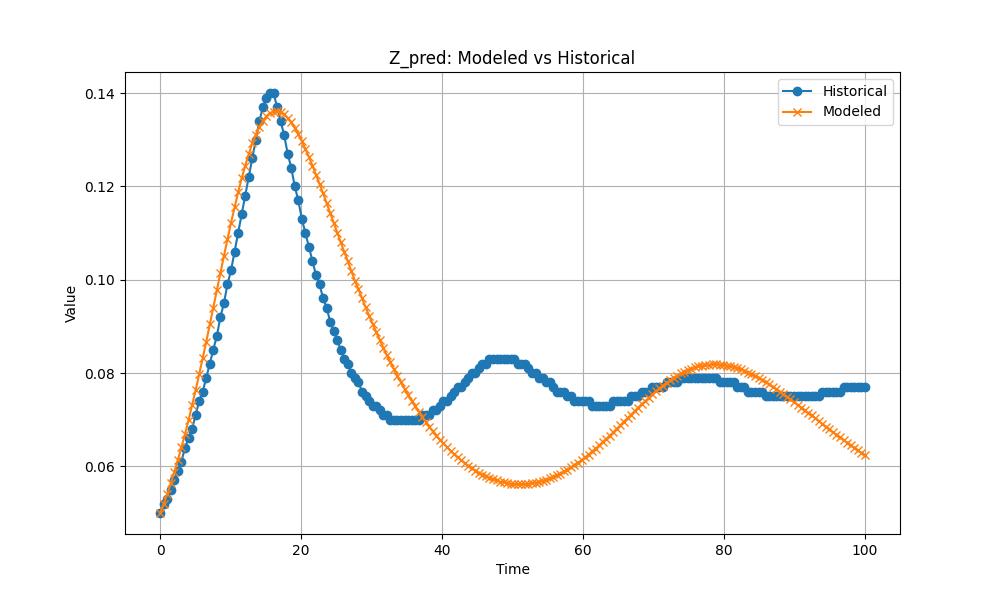 Z_pred: Modeled vs Historical
Historical
Modeled
0.14
0.12
0.10
0.08
0.06
Value
0
20
40
60
80
100
Time